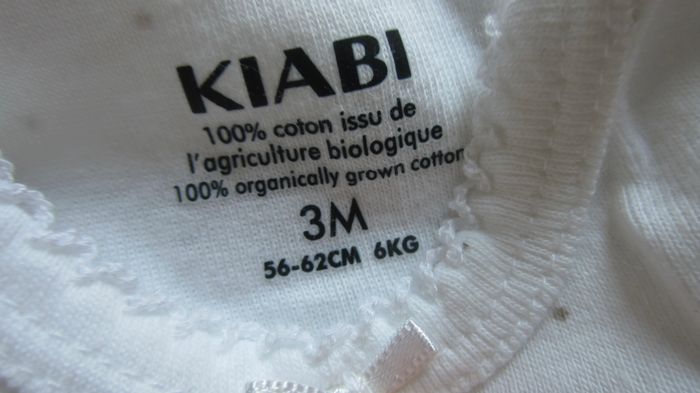 KIABI
100% coton issu de
l'agriculture biologique
100% organically grown cotton
3M
56-62CM 6KG